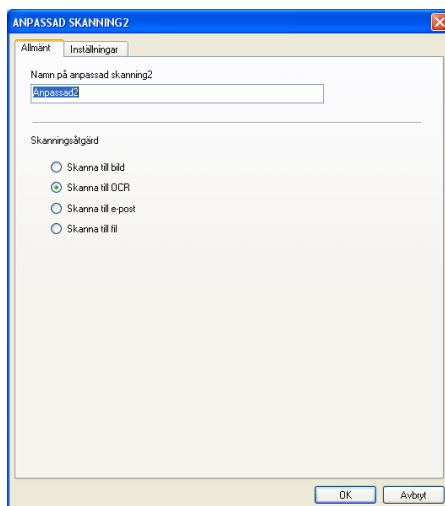 ANPASSAD SKANNING2
Allmänt
Inställningar
Namn på anpassad skanning2
Anpassad2
Skanningsåtgärd
Skanna till bild
Skanna till OCR
Skanna till e-post
Skanna till fil
OK
Avbryt